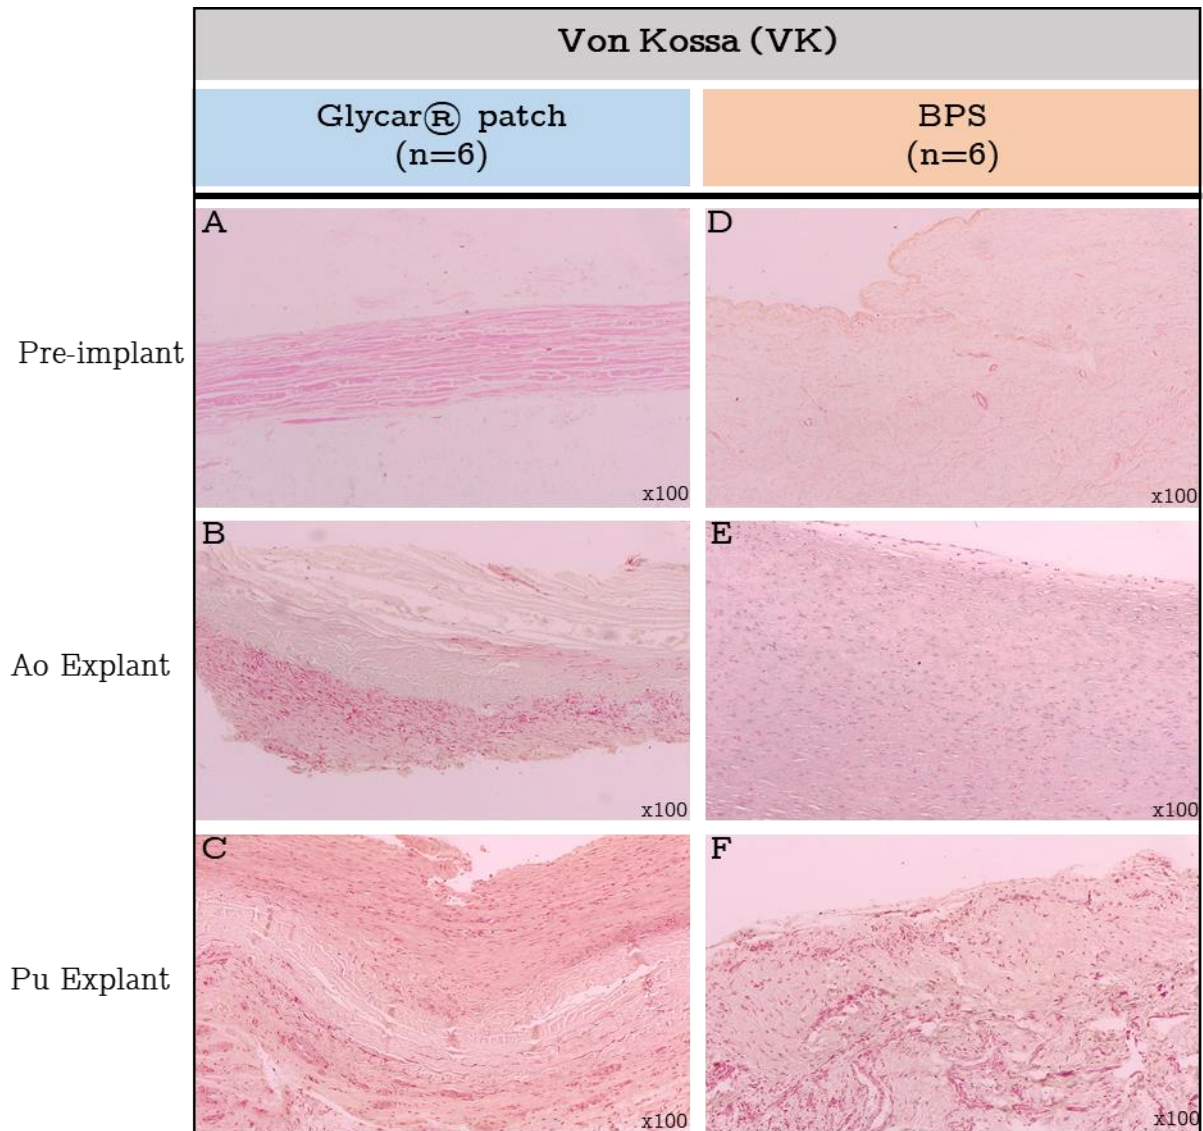 Von Kossa (VK)
Glycar® patch
(n=6)
BPS
(n=6)
A
D
Pre-implant
x100
x100
B
E
Ao Explant
x100
x100
C
F
Pu Explant
x100
x100